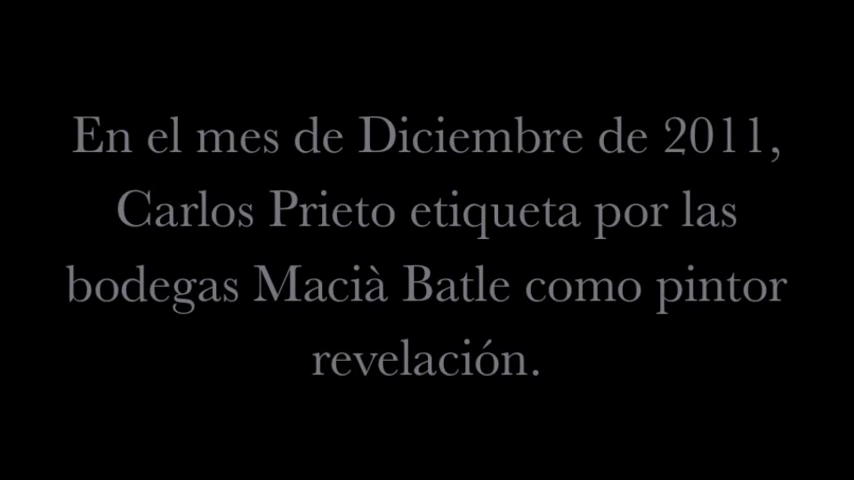 En el mes de Diciembre de 2011,
Carlos Prieto etiqueta por las
bodegas Macià Batle como pintor
revelación.